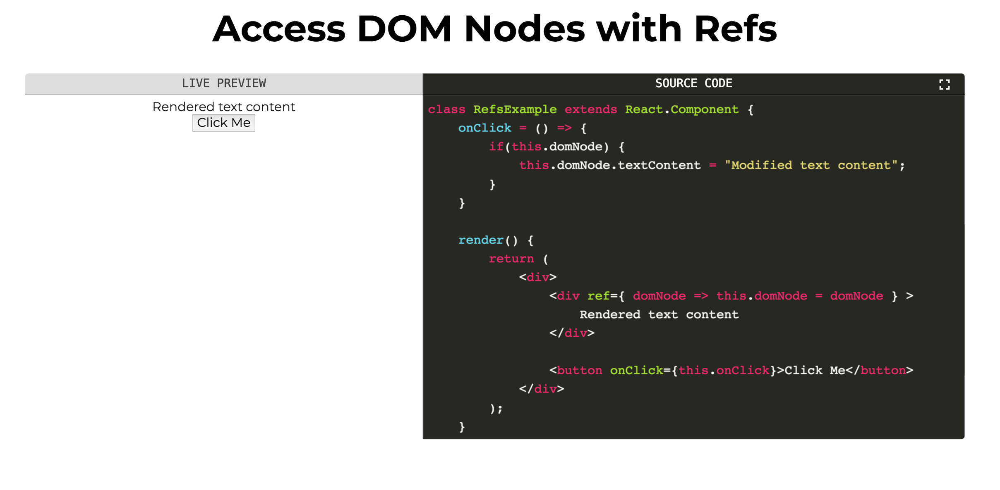 Access DOM Nodes with Refs
LIVE PREVIEW
Rendered text content
Click Me
SOURCE CODE
class RefsExample extends React.Component {
    onClick = () => {
        if(this.domNode) {
            this.domNode.textContent = "Modified text content";
        }
    }
    render() {
        return (
            <div>
                <div ref={ domNode => this.domNode = domNode } >
                    Rendered text content
                </div>
                <button onClick={this.onClick}>Click Me</button>
            </div>
        );
    }